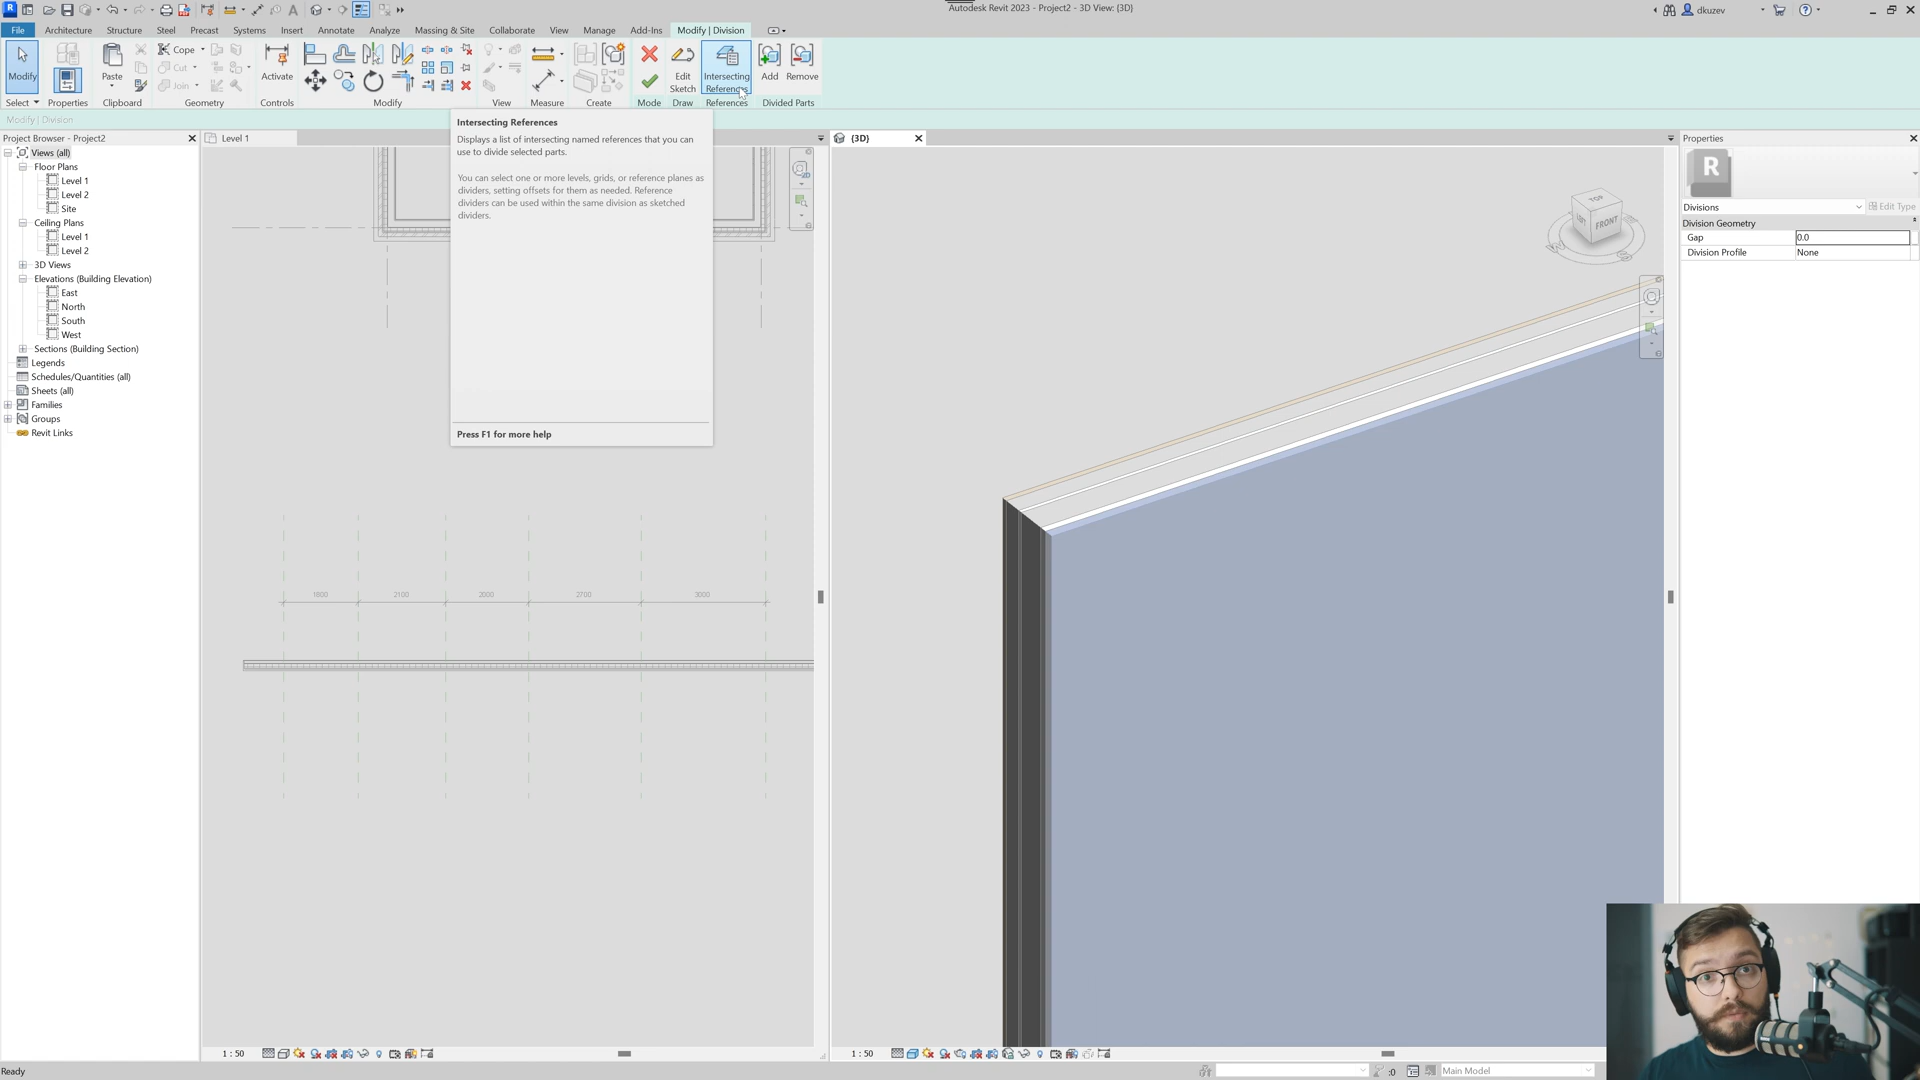 Autodesk Revit 2023 - Project2 - 3D View: {3D}
dkuzev
File Architecture Structure Steel Precast Systems Insert Annotate Analyze Massing & Site Collaborate View Manage Add-Ins Modify | Division
Modify
Select
Properties
Paste
Clipboard
Cope
Cut
Join
Geometry
Activate
Controls
Modify
View
Measure
Create
Mode
Edit
Sketch
Draw
Intersecting
References
References
Add
Remove
Divided Parts
Modify | Division
Project Browser - Project2
Views (all)
Floor Plans
Level 1
Level 2
Site
Ceiling Plans
Level 1
Level 2
3D Views
Elevations (Building Elevation)
East
North
South
West
Sections (Building Section)
Legends
Schedules/Quantities (all)
Sheets (all)
Families
Groups
Revit Links
Level 1
Intersecting References
Displays a list of intersecting named references that you can
use to divide selected parts.
You can select one or more levels, grids, or reference planes as
dividers, setting offsets for them as needed. Reference
dividers can be used within the same division as sketched
dividers.
Press F1 for more help
2100 2000 2700 3000
{3D}
TOP
LEFT
FRONT
W
S
Properties
R
Divisions
Edit Type
Division Geometry
Gap 0.0
Division Profile None
1 : 50
1 : 50
Ready
:0
Main Model